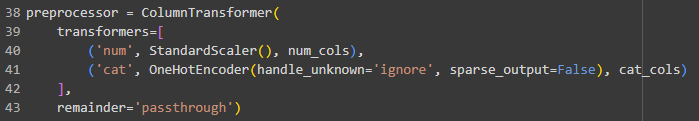 38 preprocessor = ColumnTransformer(
39     transformers=[
40         ('num', StandardScaler(), num_cols),
41         ('cat', OneHotEncoder(handle_unknown='ignore', sparse_output=False), cat_cols)
42     ],
43     remainder='passthrough')